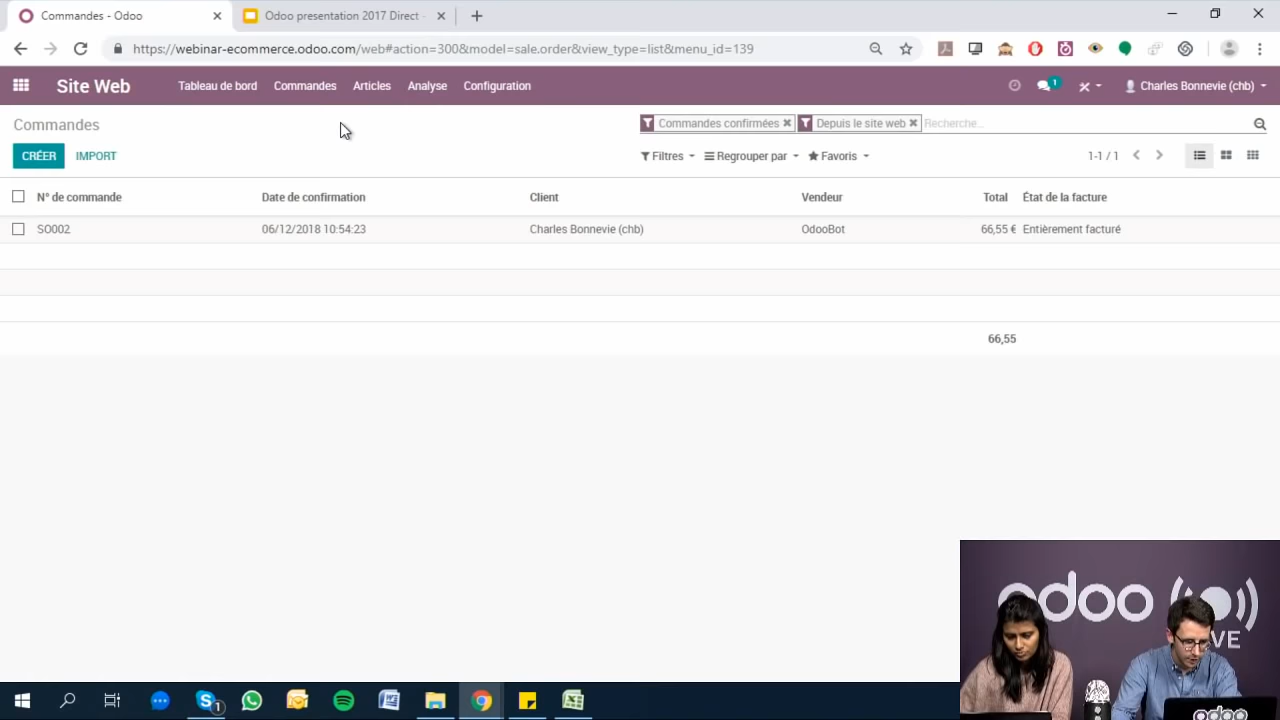 Commandes - Odoo
Odoo presentation 2017 Direct -
https://webinar-ecommerce.odoo.com/web#action=300&model=sale.order&view_type=list&menu_id=139
Site Web Tableau de bord Commandes Articles Analyse Configuration 1 Charles Bonnevie (chb)
Commandes Commandes confirmées Depuis le site web Recherche...
CRÉER IMPORT Filtres Regrouper par Favoris 1-1 / 1
N° de commande Date de confirmation Client Vendeur Total État de la facture
SO002 06/12/2018 10:54:23 Charles Bonnevie (chb) OdooBot 66,55 € Entièrement facturé
66,55
odoo
VE
odoo
1